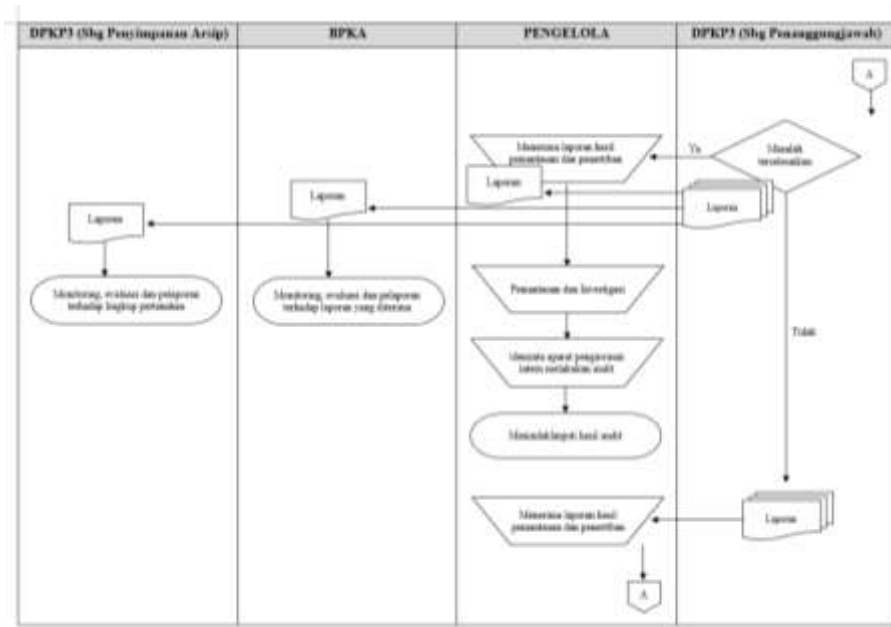 DPKP3 (Sbg Penyimpanan Arsip)
BPKA
PENGELOLA
DPKP3 (Sbg Penanggungjawab)
A
Menerima laporan hasil
pemantauan dan penertiban
Ya
Masalah
terselesaikan
Laporan
Laporan
Laporan
Laporan
Monitoring, evaluasi dan pelaporan
terhadap lingkup pertanahan
Monitoring, evaluasi dan pelaporan
terhadap laporan yang diterima
Pemantauan dan Investigasi
Tidak
Meminta aparat pengawasan
intern melakukan audit
Menindaklanjuti hasil audit
Menerima laporan hasil
pemantauan dan penertiban
Laporan
A